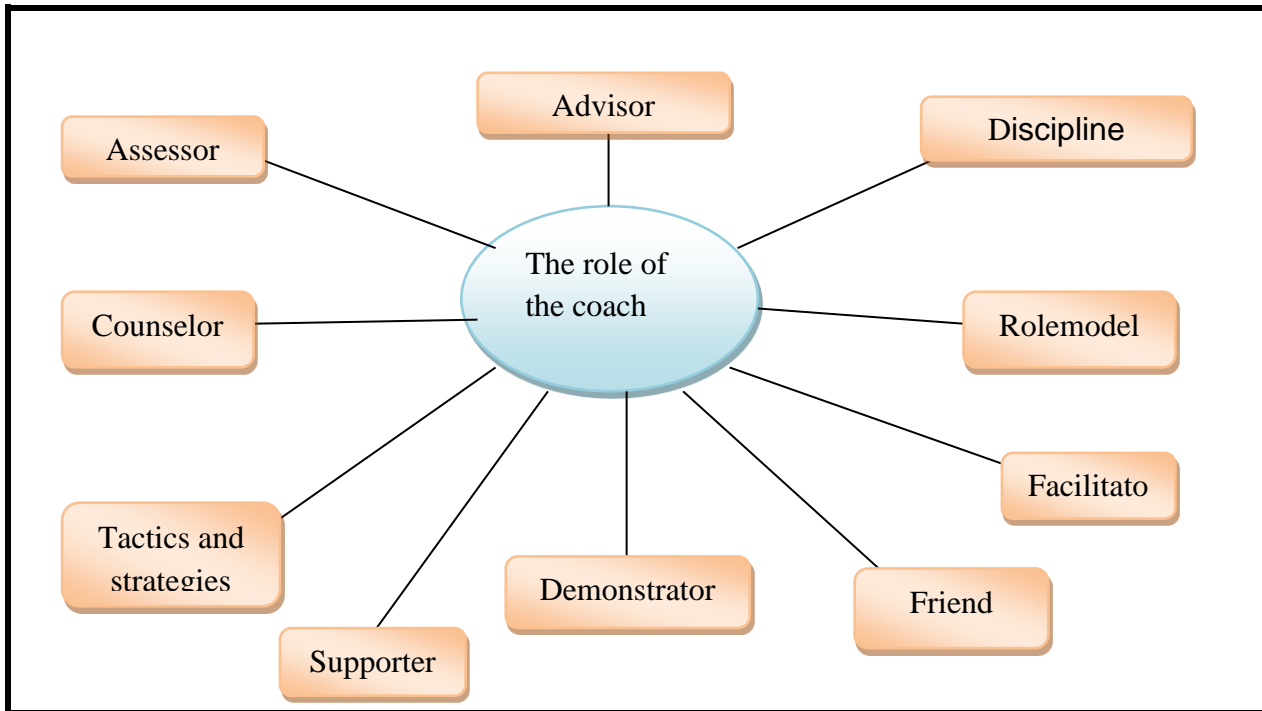 Advisor
Discipline
Assessor
The role of
the coach
Counselor
Rolemodel
Facilitato
Tactics and
strategies
Demonstrator
Friend
Supporter